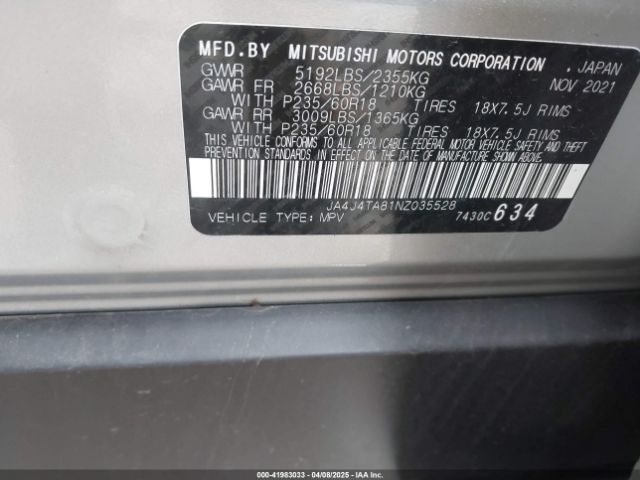 MFD.BY MITSUBISHI MOTORS CORPORATION , JAPAN
GVWR 5192LBS/2355KG NOV 2021
GAWR FR 2668LBS/1210KG
WITH P235/60R18 TIRES 18X7.5J RIMS
GAWR RR 3009LBS/1365KG
WITH P235/60R18 TIRES 18X7.5J RIMS
THIS VEHICLE CONFORMS TO ALL APPLICABLE FEDERAL MOTOR VEHICLE SAFETY AND THEFT
PREVENTION STANDARDS IN EFFECT ON THE DATE OF MANUFACTURE SHOWN ABOVE.
JA4J4TA81NZ035528
VEHICLE TYPE: MPV 7430C 634
000-41983033 - 04/08/2025 - IAAI.COM